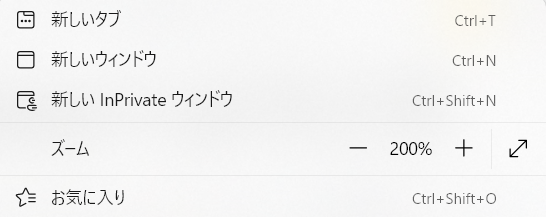 新しいタブ Ctrl+T
新しいウィンドウ Ctrl+N
新しい InPrivate ウィンドウ Ctrl+Shift+N
ズーム — 200% +
お気に入り Ctrl+Shift+O